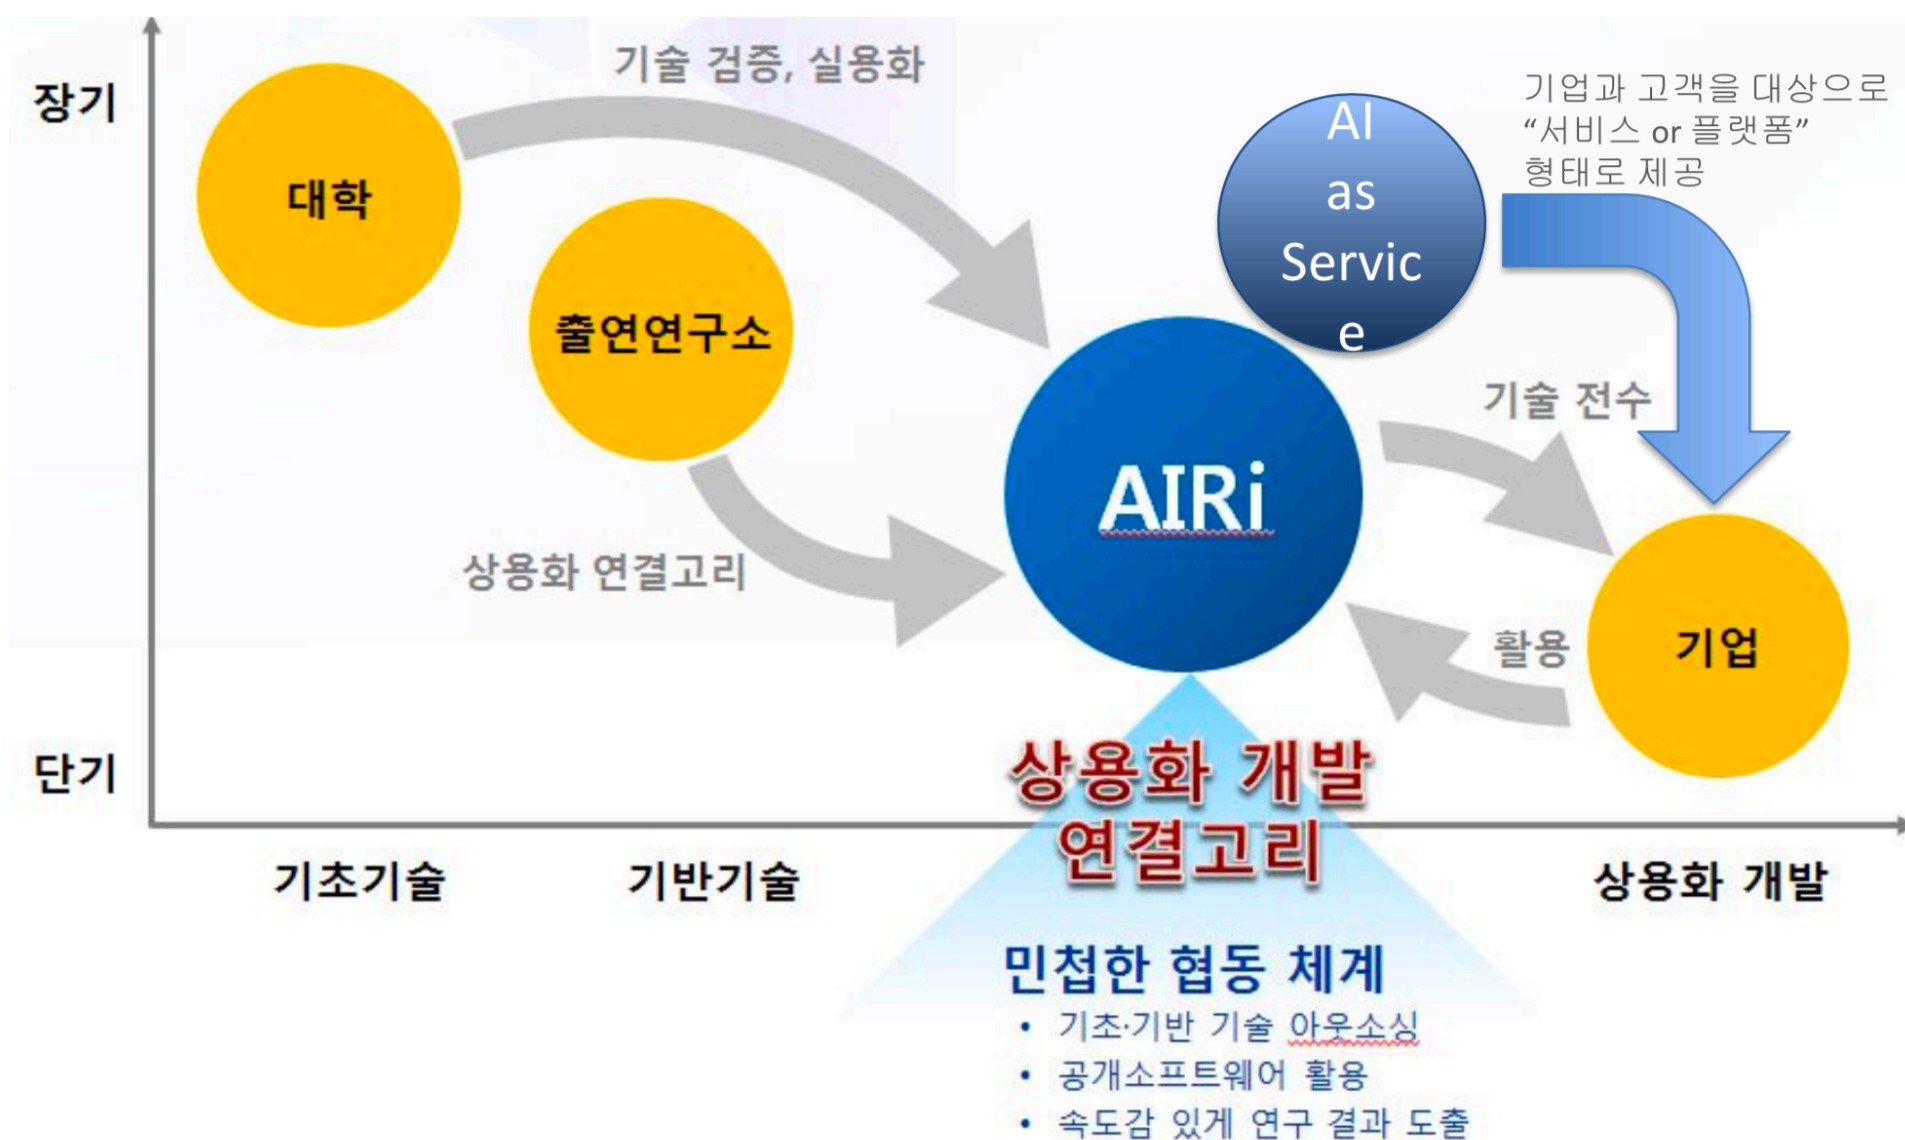 기술 검증, 실용화
장기
대학
출연연구소
AI
as
Servic
e
기업과 고객을 대상으로
“서비스 or 플랫폼”
형태로 제공
기술 전수
AIRi
상용화 연결고리
활용
기업
단기
상용화 개발
연결고리
기초기술
기반기술
상용화 개발
민첩한 협동 체계
• 기초·기반 기술 아웃소싱
• 공개소프트웨어 활용
• 속도감 있게 연구 결과 도출